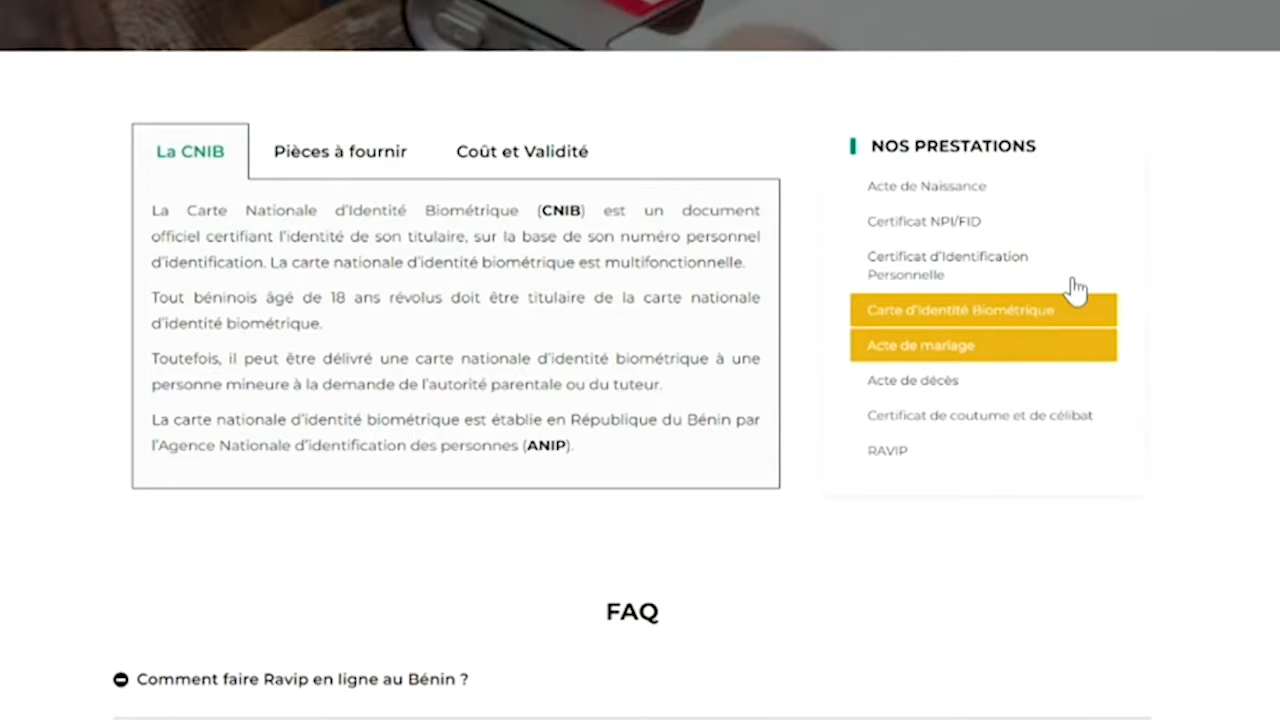 La CNIB
Pièces à fournir
Coût et Validité
La Carte Nationale d'Identité Biométrique (CNIB) est un document
officiel certifiant l'identité de son titulaire, sur la base de son numéro personnel
d'identification. La carte nationale d'identité biométrique est multifonctionnelle.
Tout béninois âgé de 18 ans révolus doit être titulaire de la carte nationale
d'identité biométrique.
Toutefois, il peut être délivré une carte nationale d'identité biométrique à une
personne mineure à la demande de l'autorité parentale ou du tuteur.
La carte nationale d'identité biométrique est établie en République du Bénin par
l'Agence Nationale d'identification des personnes (ANIP).
NOS PRESTATIONS
Acte de Naissance
Certificat NPI/FID
Certificat d'Identification
Personnelle
Carte d'Identité Biométrique
Acte de mariage
Acte de décès
Certificat de coutume et de célibat
RAVIP
FAQ
Comment faire Ravip en ligne au Bénin ?